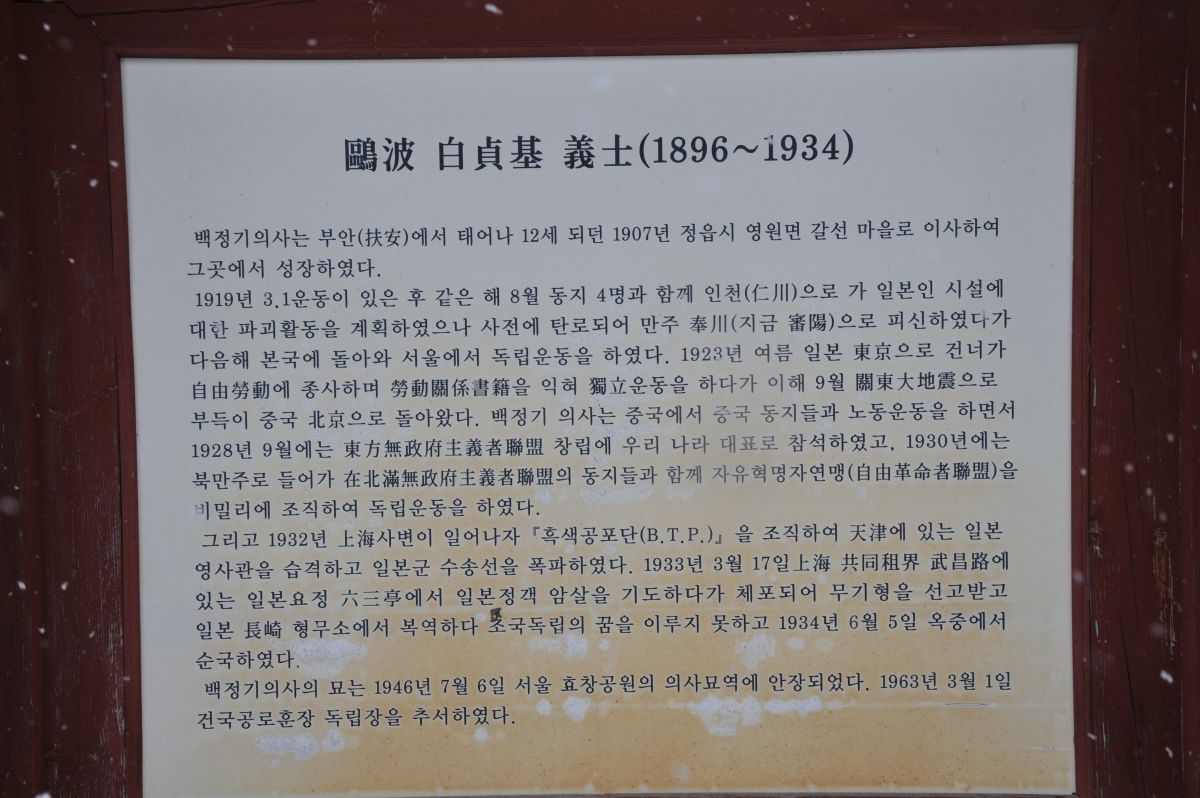 鷗波 白貞基 義士(1896～1934)
백정기의사는 부안(扶安)에서 태어나 12세 되던 1907년 정읍시 영원면 갈선 마을로 이사하여
그곳에서 성장하였다.
1919년 3.1운동이 있은 후 같은 해 8월 동지 4명과 함께 인천(仁川)으로 가 일본인 시설에
대한 파괴활동을 계획하였으나 사전에 탄로되어 만주 奉川(지금 審陽)으로 피신하였다가
다음해 본국에 돌아와 서울에서 독립운동을 하였다. 1923년 여름 일본 東京으로 건너가
自由勞動에 종사하며 勞動關係書籍을 익혀 獨立운동을 하다가 이해 9월 關東大地震으로
부득이 중국 北京으로 돌아왔다. 백정기 의사는 중국에서 중국 동지들과 노동운동을 하면서
1928년 9월에는 東方無政府主義者聯盟 창립에 우리 나라 대표로 참석하였고, 1930년에는
북만주로 들어가 在北滿無政府主義者聯盟의 동지들과 함께 자유혁명자연맹(自由革命者聯盟)을
비밀리에 조직하여 독립운동을 하였다.
그리고 1932년 上海사변이 일어나자 『흑색공포단(B.T.P.)』을 조직하여 天津에 있는 일본
영사관을 습격하고 일본군 수송선을 폭파하였다. 1933년 3월 17일上海 共同租界 武昌路에
있는 일본요정 六三亭에서 일본정객 암살을 기도하다가 체포되어 무기형을 선고받고
일본 長崎 형무소에서 복역하다 조국독립의 꿈을 이루지 못하고 1934년 6월 5일 옥중에서
순국하였다.
백정기의사의 묘는 1946년 7월 6일 서울 효창공원의 의사묘역에 안장되었다. 1963년 3월 1일
건국공로훈장 독립장을 추서하였다.